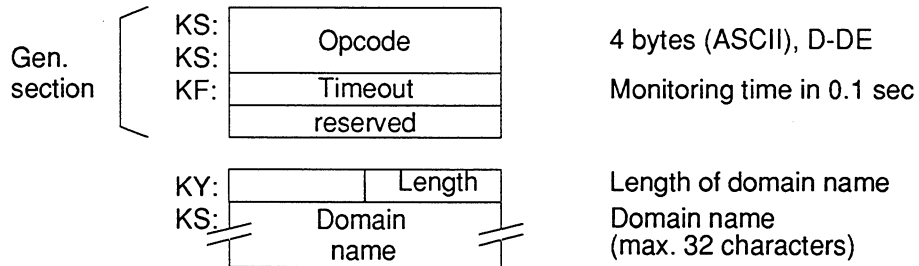 KS: Opcode 4 bytes (ASCII), D-DE
Gen. KS:
section KF: Timeout Monitoring time in 0.1 sec
reserved
KY: Length Length of domain name
KS: Domain Domain name
name (max. 32 characters)